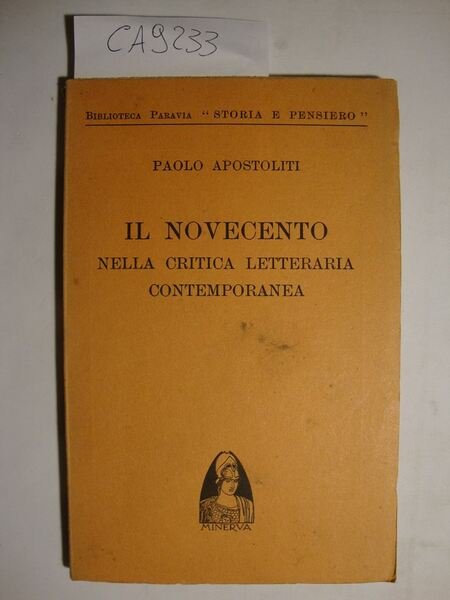 CA9233
BIBLIOTECA PARAVIA "STORIA E PENSIERO"
PAOLO APOSTOLITI
IL NOVECENTO
NELLA CRITICA LETTERARIA
CONTEMPORANEA
MINERVA